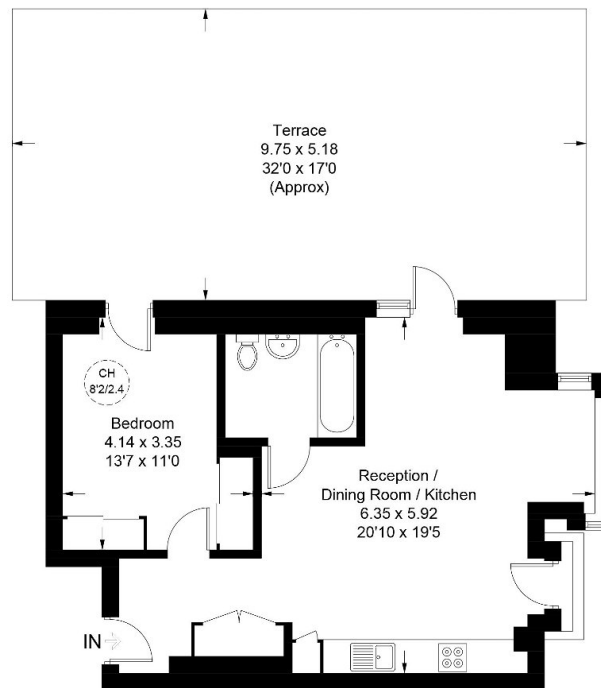 Terrace
9.75 x 5.18
32'0 x 17'0
(Approx)
CH
8'2/2.4
Bedroom
4.14 x 3.35
13'7 x 11'0
Reception /
Dining Room / Kitchen
6.35 x 5.92
20'10 x 19'5
IN